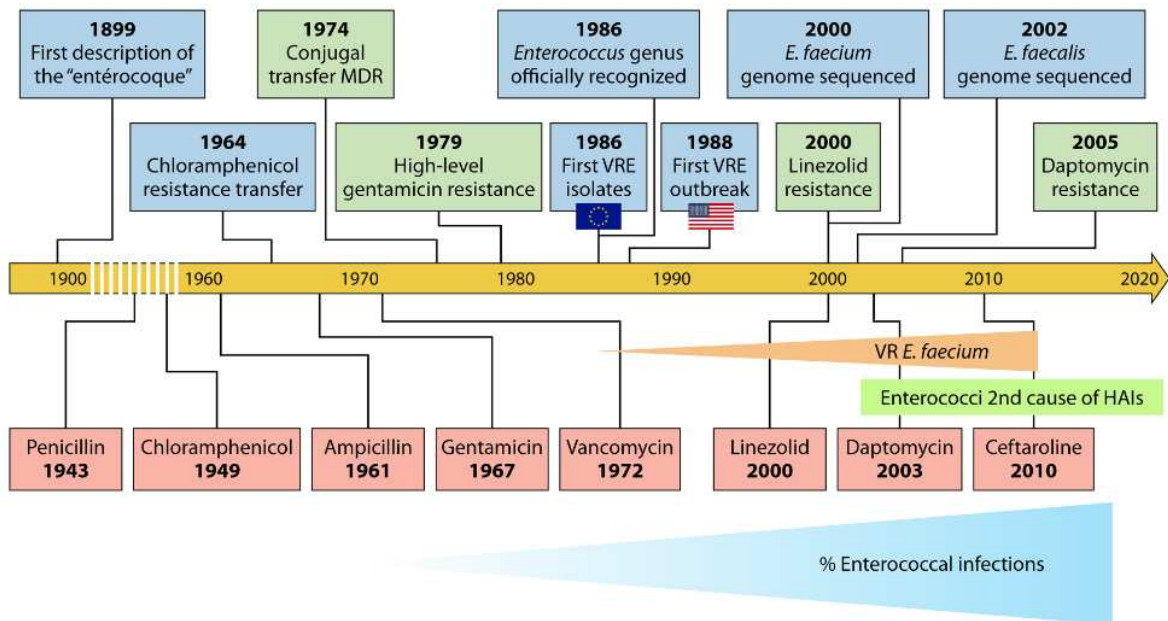 1899
First description of
the “entérocoque”
1974
Conjugal
transfer MDR
1986
Enterococcus genus
officially recognized
2000
E. faecium
genome sequenced
2002
E. faecalis
genome sequenced
1964
Chloramphenicol
resistance transfer
1979
High-level
gentamicin resistance
1986
First VRE
isolates
1988
First VRE
outbreak
2000
Linezolid
resistance
2005
Daptomycin
resistance
1900 1960 1970 1980 1990 2000 2010 2020
VR E. faecium
Enterococci 2nd cause of HAIs
Penicillin
1943
Chloramphenicol
1949
Ampicillin
1961
Gentamicin
1967
Vancomycin
1972
Linezolid
2000
Daptomycin
2003
Ceftaroline
2010
% Enterococcal infections